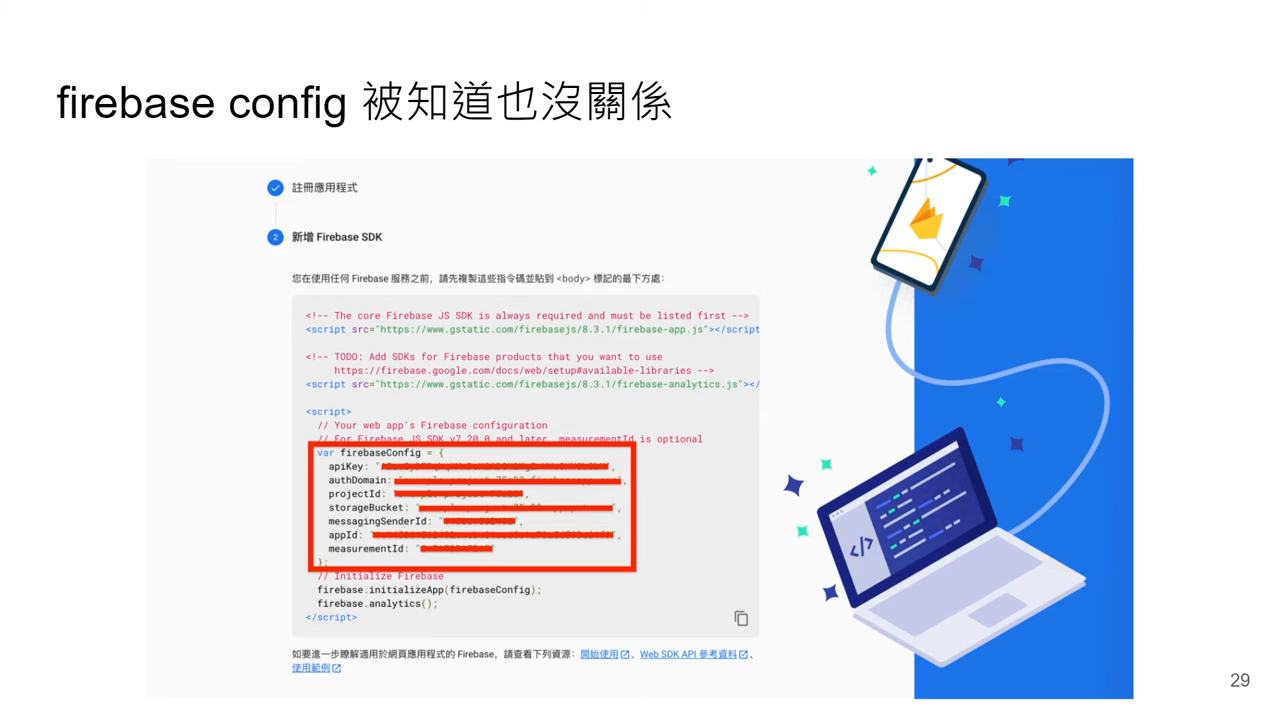 firebase config 被知道也沒關係
註冊應用程式
2 新增 Firebase SDK
您在使用任何 Firebase 服務之前，請先複製這些指令碼並貼到 <body> 標記的最下方處：
<!-- The core Firebase JS SDK is always required and must be listed first -->
<script src="https://www.gstatic.com/firebasejs/8.3.1/firebase-app.js"></script
<!-- TODO: Add SDKs for Firebase products that you want to use
https://firebase.google.com/docs/web/setup#available-libraries -->
<script src="https://www.gstatic.com/firebasejs/8.3.1/firebase-analytics.js"></
<script>
// Your web app's Firebase configuration
// For Firebase JS SDK v7.20.0 and later, measurementId is optional
var firebaseConfig = {
apiKey: "",
authDomain: "",
projectId: "",
storageBucket: "",
messagingSenderId: "",
appId: "",
measurementId: ""
};
// Initialize Firebase
firebase.initializeApp(firebaseConfig);
firebase.analytics();
</script>
如要進一步瞭解適用於網頁應用程式的 Firebase，請查看下列資源：開始使用、Web SDK API 參考資料、
使用範例
</>
29